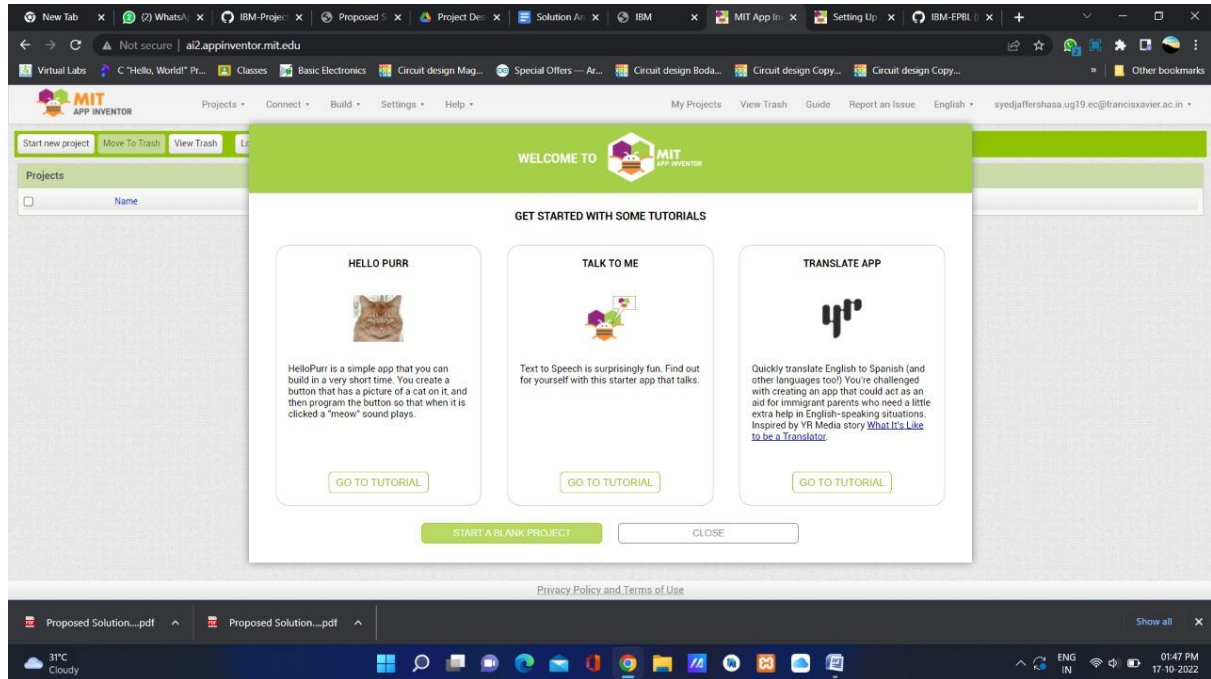 New Tab
(2) WhatsA
IBM-Project
Proposed S
Project Des
Solution Ar
IBM
MIT App In
Setting Up
IBM-EPBL (
Not secure
ai2.appinventor.mit.edu
Virtual Labs
C "Hello, World!" Pr...
Classes
Basic Electronics
Circuit design Mag...
Special Offers — Ar...
Circuit design Boda...
Circuit design Copy...
Circuit design Copy...
»
Other bookmarks
MIT
APP INVENTOR
Projects
Connect
Build
Settings
Help
My Projects
View Trash
Guide
Report an Issue
English
syedjaffershasa.ug19.ec@francisxavier.ac.in
Start new project
Move To Trash
View Trash
Lo
WELCOME TO
MIT
APP INVENTOR
Projects
Name
GET STARTED WITH SOME TUTORIALS
HELLO PURR
HelloPurr is a simple app that you can
build in a very short time. You create a
button that has a picture of a cat on it, and
then program the button so that when it is
clicked a "meow" sound plays.
GO TO TUTORIAL
TALK TO ME
Text to Speech is surprisingly fun. Find out
for yourself with this starter app that talks.
GO TO TUTORIAL
TRANSLATE APP
yr
Quickly translate English to Spanish (and
other languages too!) You're challenged
with creating an app that could act as an
aid for immigrant parents who need a little
extra help in English-speaking situations.
Inspired by YR Media story What It's Like
to be a Translator.
GO TO TUTORIAL
START A BLANK PROJECT
CLOSE
Privacy Policy and Terms of Use
Proposed Solution....pdf
Proposed Solution....pdf
Show all
31°C
Cloudy
ENG
IN
01:47 PM
17-10-2022